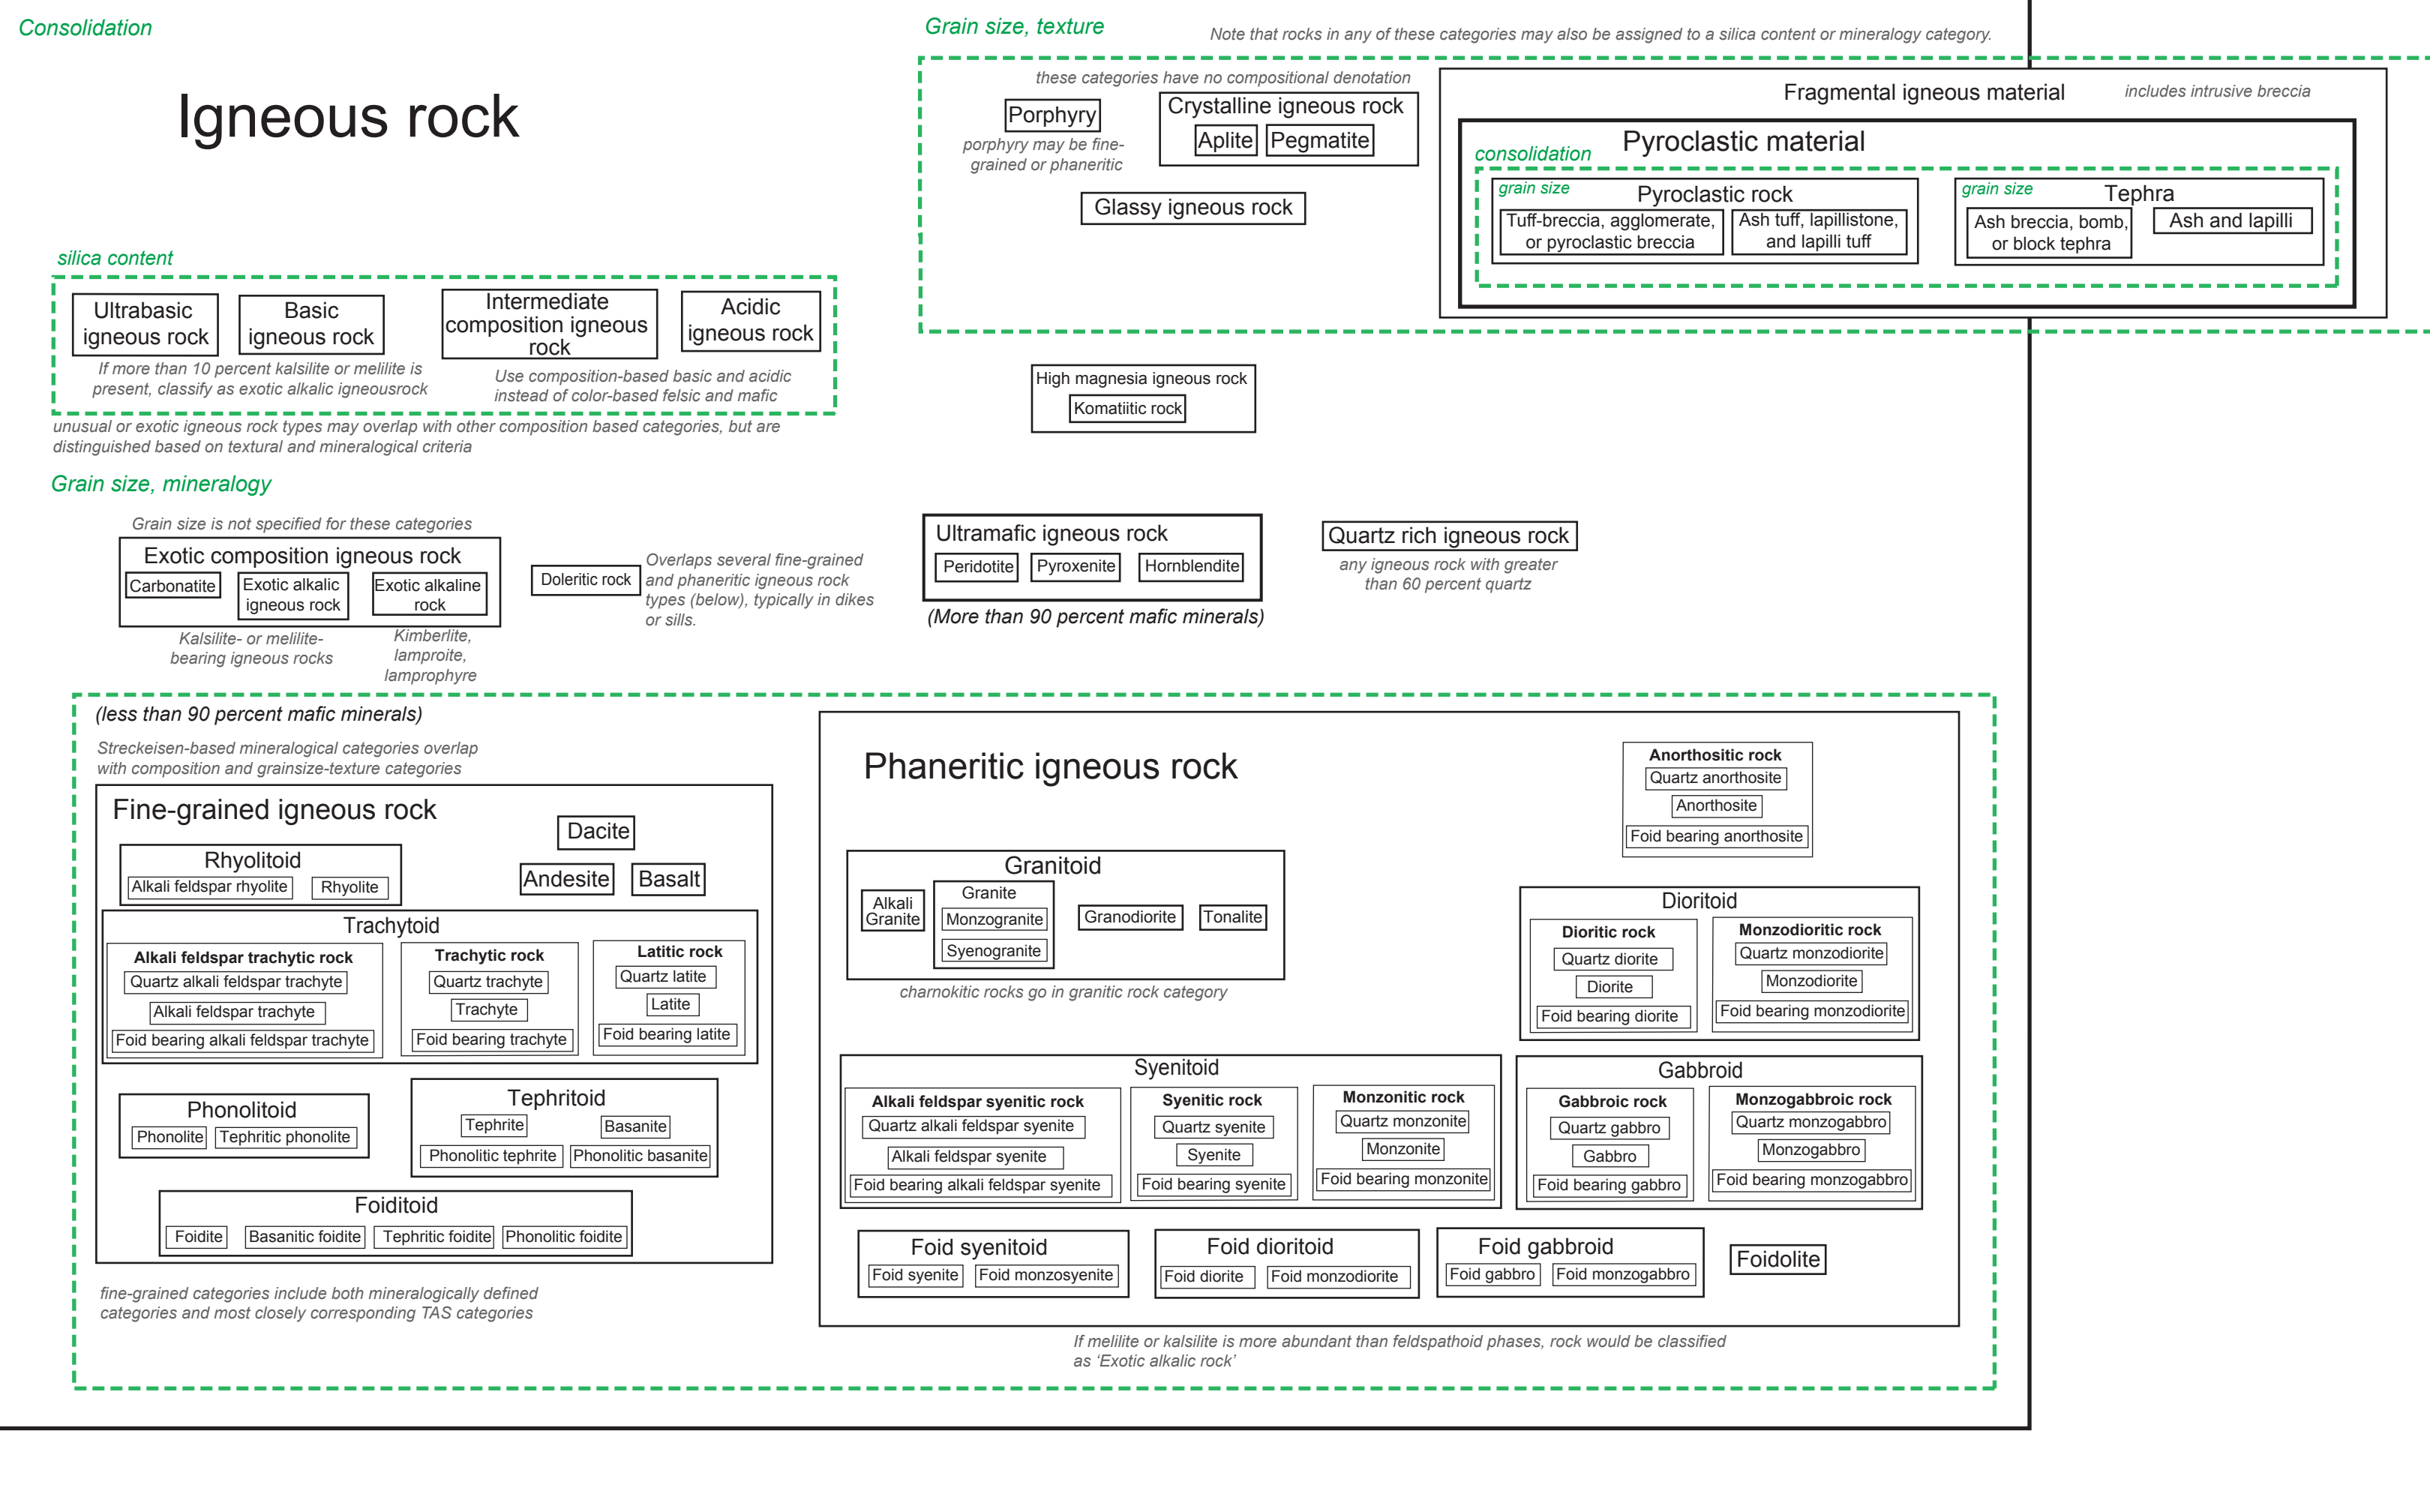 Consolidation
Igneous rock
Grain size, texture
Note that rocks in any of these categories may also be assigned to a silica content or mineralogy category.
these categories have no compositional denotation
Porphyry
porphyry may be fine-
grained or phaneritic
Crystalline igneous rock
Aplite
Pegmatite
Glassy igneous rock
Fragmental igneous material
includes intrusive breccia
Pyroclastic material
consolidation
grain size
Pyroclastic rock
Tuff-breccia, agglomerate,
or pyroclastic breccia
Ash tuff, lapillistone,
and lapilli tuff
grain size
Tephra
Ash breccia, bomb,
or block tephra
Ash and lapilli
silica content
Ultrabasic
igneous rock
Basic
igneous rock
Intermediate
composition igneous
rock
Acidic
igneous rock
If more than 10 percent kalsilite or melilite is
present, classify as exotic alkalic igneousrock
Use composition-based basic and acidic
instead of color-based felsic and mafic
unusual or exotic igneous rock types may overlap with other composition based categories, but are
distinguished based on textural and mineralogical criteria
High magnesia igneous rock
Komatiitic rock
Grain size, mineralogy
Grain size is not specified for these categories
Exotic composition igneous rock
Carbonatite
Exotic alkalic
igneous rock
Exotic alkaline
rock
Kalsilite- or melilite-
bearing igneous rocks
Kimberlite,
lamproite,
lamprophyre
Doleritic rock
Overlaps several fine-grained
and phaneritic igneous rock
types (below), typically in dikes
or sills.
Ultramafic igneous rock
Peridotite
Pyroxenite
Hornblendite
(More than 90 percent mafic minerals)
Quartz rich igneous rock
any igneous rock with greater
than 60 percent quartz
(less than 90 percent mafic minerals)
Streckeisen-based mineralogical categories overlap
with composition and grainsize-texture categories
Fine-grained igneous rock
Dacite
Andesite
Basalt
Rhyolitoid
Alkali feldspar rhyolite
Rhyolite
Trachytoid
Alkali feldspar trachytic rock
Quartz alkali feldspar trachyte
Alkali feldspar trachyte
Foid bearing alkali feldspar trachyte
Trachytic rock
Quartz trachyte
Trachyte
Foid bearing trachyte
Latitic rock
Quartz latite
Latite
Foid bearing latite
Phonolitoid
Phonolite
Tephritic phonolite
Tephritoid
Tephrite
Basanite
Phonolitic tephrite
Phonolitic basanite
Foiditoid
Foidite
Basanitic foidite
Tephritic foidite
Phonolitic foidite
fine-grained categories include both mineralogically defined
categories and most closely corresponding TAS categories
Phaneritic igneous rock
Anorthositic rock
Quartz anorthosite
Anorthosite
Foid bearing anorthosite
Granitoid
Alkali
Granite
Granite
Monzogranite
Syenogranite
Granodiorite
Tonalite
charnokitic rocks go in granitic rock category
Dioritoid
Dioritic rock
Quartz diorite
Diorite
Foid bearing diorite
Monzodioritic rock
Quartz monzodiorite
Monzodiorite
Foid bearing monzodiorite
Syenitoid
Alkali feldspar syenitic rock
Quartz alkali feldspar syenite
Alkali feldspar syenite
Foid bearing alkali feldspar syenite
Syenitic rock
Quartz syenite
Syenite
Foid bearing syenite
Monzonitic rock
Quartz monzonite
Monzonite
Foid bearing monzonite
Gabbroid
Gabbroic rock
Quartz gabbro
Gabbro
Foid bearing gabbro
Monzogabbroic rock
Quartz monzogabbro
Monzogabbro
Foid bearing monzogabbro
Foid syenitoid
Foid syenite
Foid monzosyenite
Foid dioritoid
Foid diorite
Foid monzodiorite
Foid gabbroid
Foid gabbro
Foid monzogabbro
Foidolite
If melilite or kalsilite is more abundant than feldspathoid phases, rock would be classified
as ‘Exotic alkalic rock’